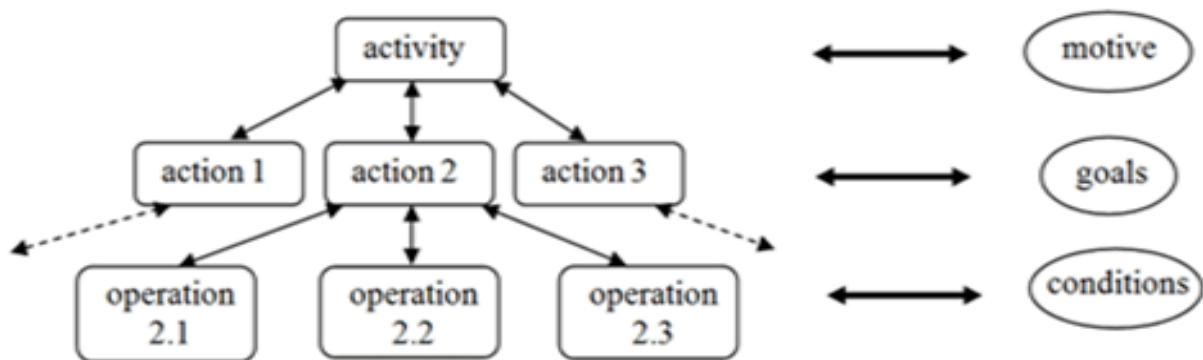 activity
motive
action 1
action 2
action 3
goals
operation
2.1
operation
2.2
operation
2.3
conditions